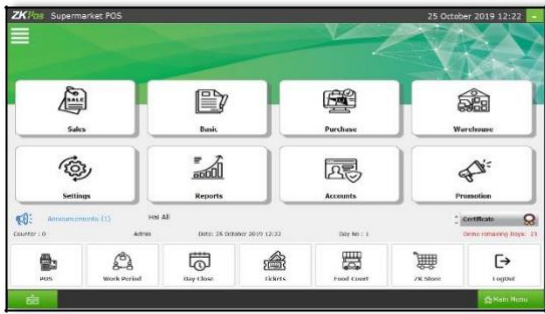 ZKPos Supermarket POS 25 October 2019 12:22
SALE
Sales Basic Purchase Warehouse
Settings Reports Accounts Promotion
Announcements (1) Hai All Certificate
Counter : 0 Admin Date: 25 October 2019 12:22 Day No : 1 Demo remaining Days: 23
POS Work Period Day Close Tickets Food Court ZK Store LogOut
Main Menu